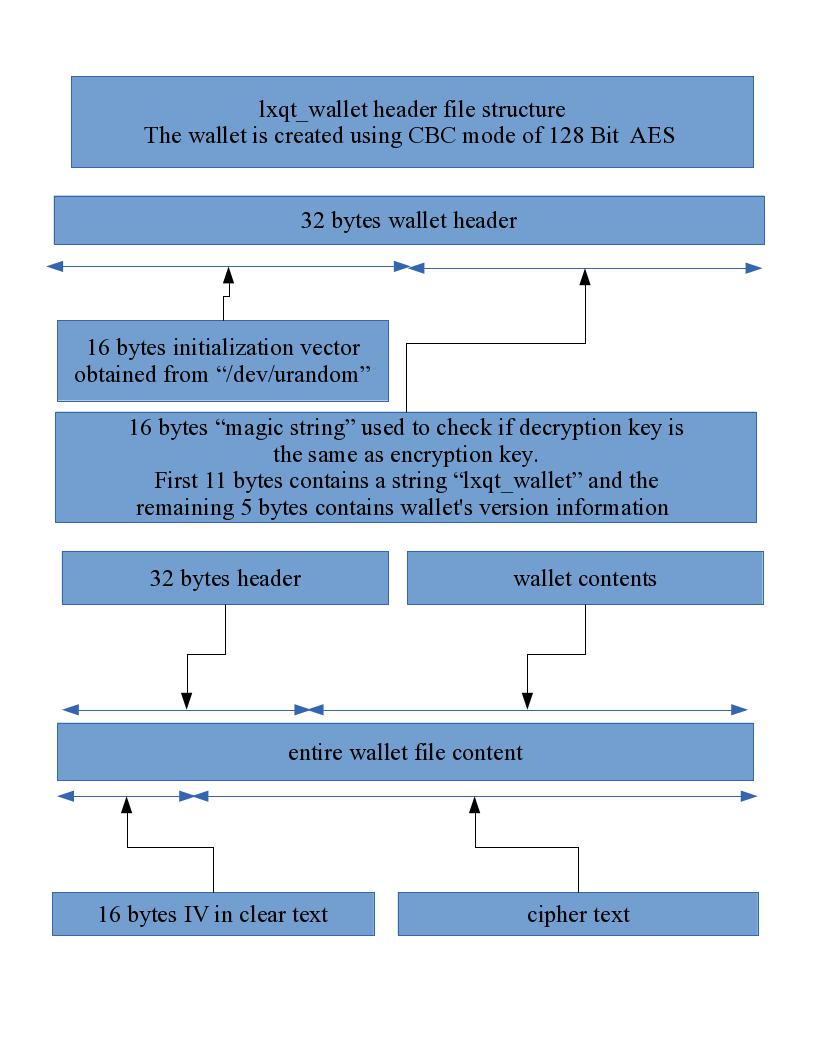 lxqt_wallet header file structure
The wallet is created using CBC mode of 128 Bit  AES
32 bytes wallet header
16 bytes initialization vector
obtained from “/dev/urandom”
16 bytes “magic string” used to check if decryption key is
the same as encryption key.
First 11 bytes contains a string “lxqt_wallet” and the
remaining 5 bytes contains wallet's version information
32 bytes header
wallet contents
entire wallet file content
16 bytes IV in clear text
cipher text